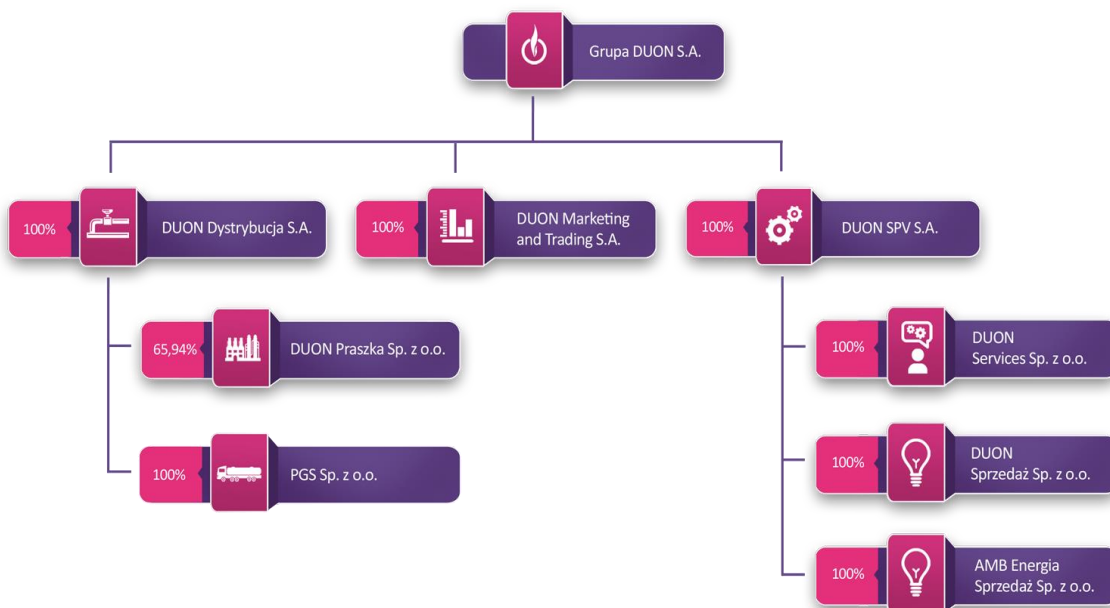 Grupa DUON S.A.
100%
DUON Dystrybucja S.A.
100%
DUON Marketing
and Trading S.A.
100%
DUON SPV S.A.
65,94%
DUON Praszka Sp. z o.o.
100%
PGS Sp. z o.o.
100%
DUON
Services Sp. z o.o.
100%
DUON
Sprzedaż Sp. z o.o.
100%
AMB Energia
Sprzedaż Sp. z o.o.